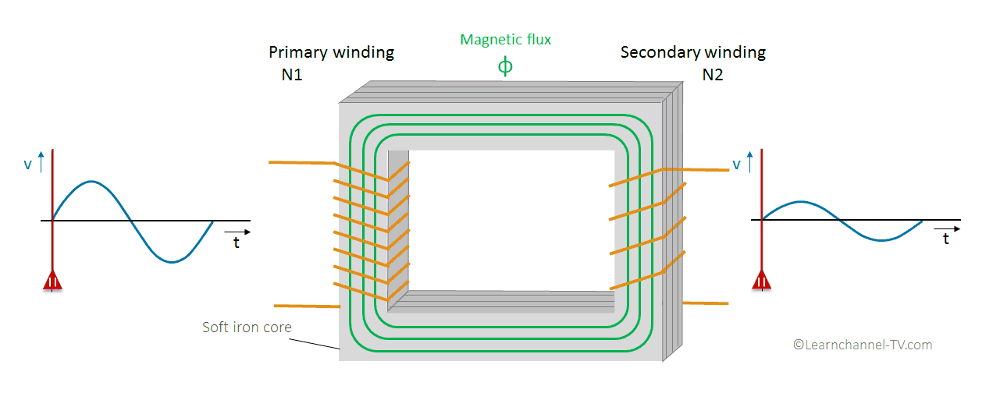 Magnetic flux
ϕ
Primary winding
N1
Secondary winding
N2
v
t
v
t
Soft iron core
©Learnchannel-TV.com